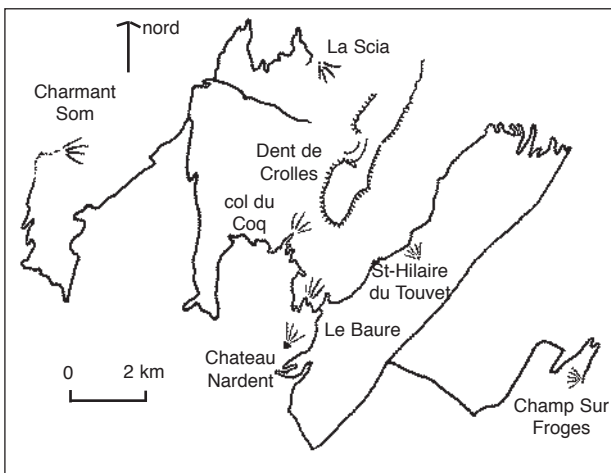 nord
La Scia
Charmant
Som
Dent de
Crolles
col du
Coq
St-Hilaire
du Touvet
Le Baure
Chateau
Nardent
0 2 km
Champ Sur
Froges